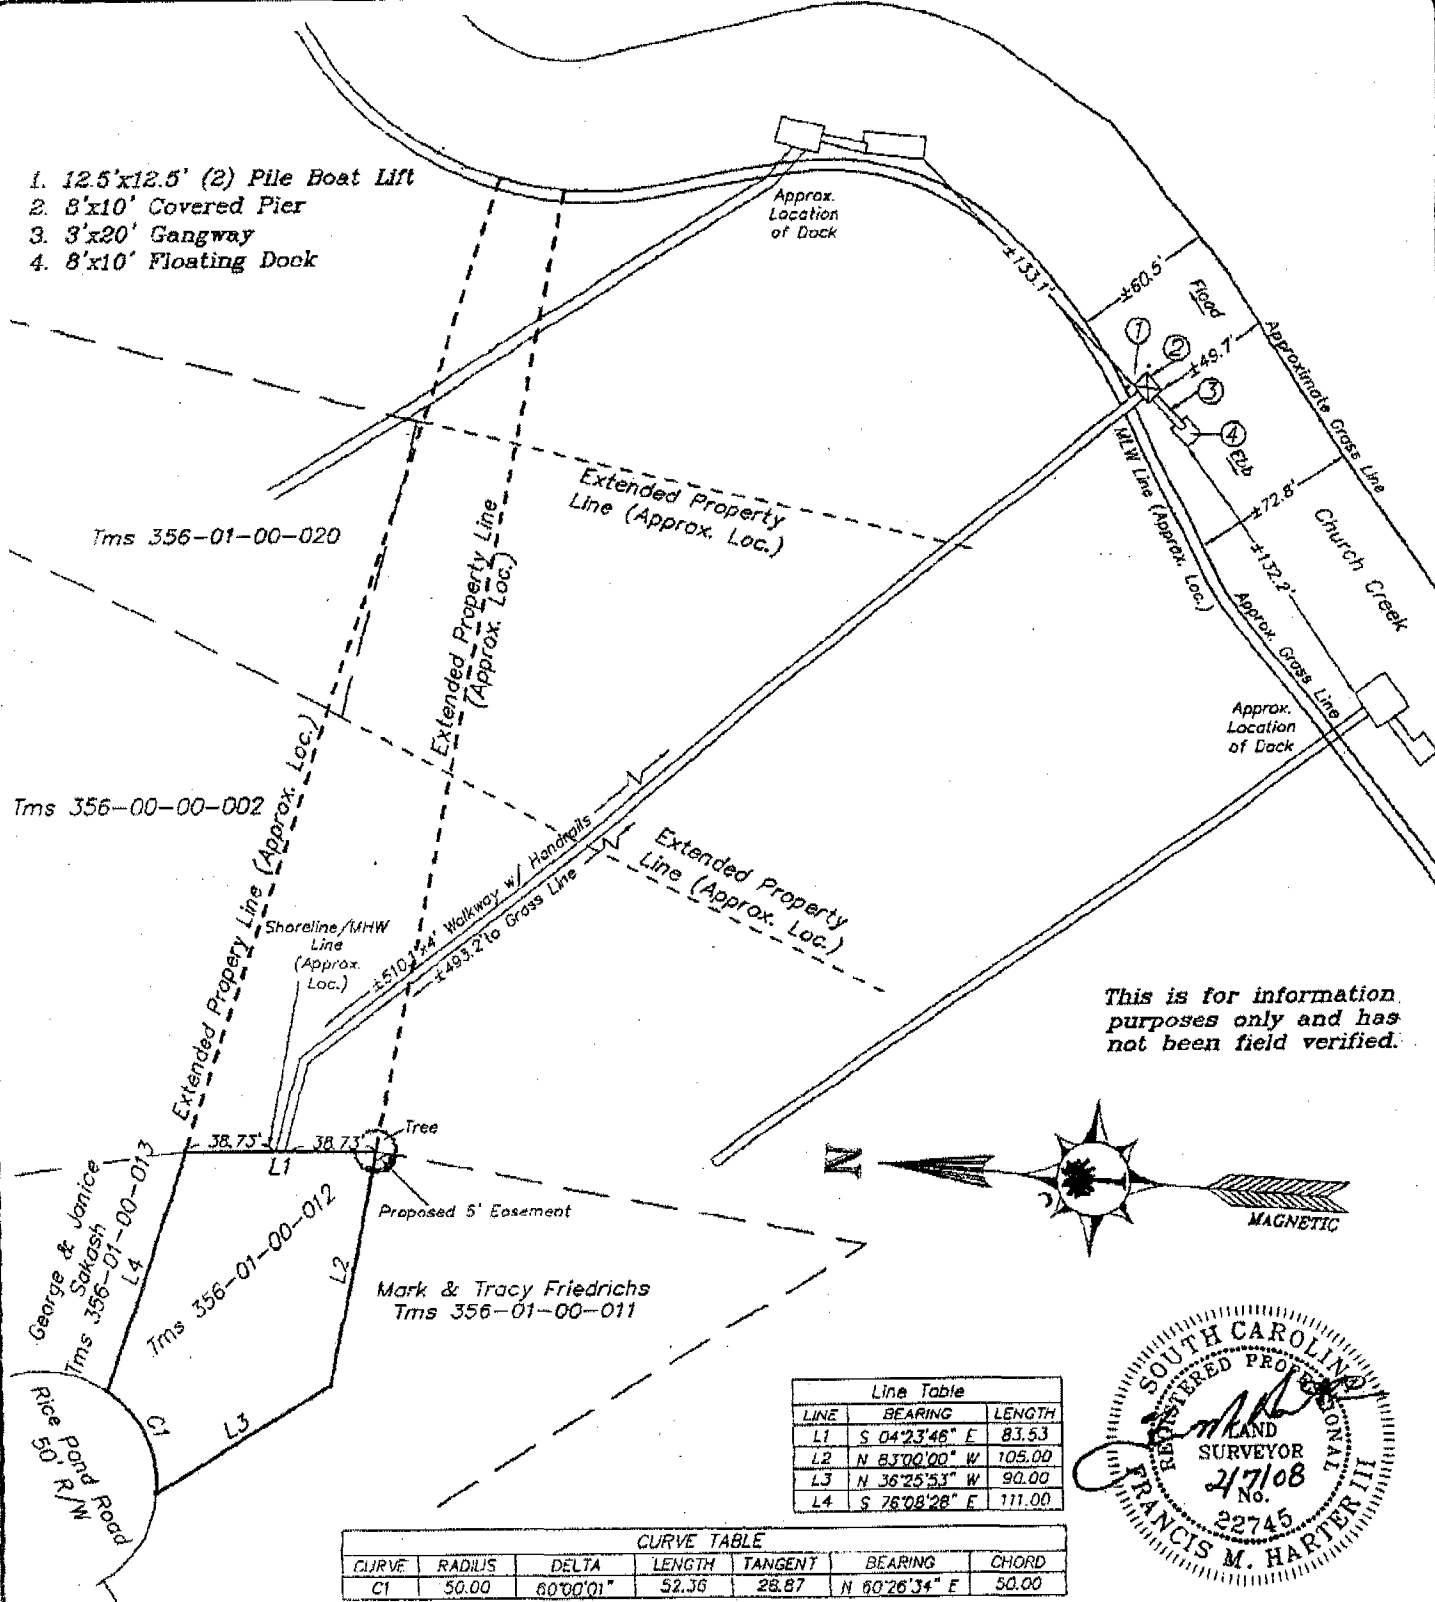 1. 12.5'x12.5' (2) Pile Boat Lift
2. 8'x10' Covered Pier
3. 3'x20' Gangway
4. 8'x10' Floating Dock
Approx.
Location
of Dock
±133.1'
±60.5'
Flood
±49.7'
1
2
3
4
Ebb
Approximate Grass Line
MLW Line (Approx. Loc.)
±72.8'
±132.2'
Church Creek
Approx. Grass Line
Approx.
Location
of Dock
Extended Property
Line (Approx. Loc.)
Tms 356-01-00-020
Extended Property Line
(Approx. Loc.)
Tms 356-00-00-002
Extended Propery Line (Approx. Loc.)
Shoreline/MHW
Line
(Approx.
Loc.)
±510.1'x4' Walkway w/ Handrails
±493.2' to Grass Line
Extended Property
Line (Approx. Loc.)
This is for information
purposes only and has
not been field verified.
38.73'
38.73'
L1
Tree
Proposed 5' Easement
N
MAGNETIC
George & Janice
Sakash
Tms 356-01-00-013
L4
Tms 356-01-00-012
L2
Mark & Tracy Friedrichs
Tms 356-01-00-011
L3
C1
Rice Pond Road
50' R/W
Line Table
LINE BEARING LENGTH
L1 S 04°23'46" E 83.53
L2 N 83°00'00" W 105.00
L3 N 36°25'53" W 90.00
L4 S 76°08'28" E 111.00
CURVE TABLE
CURVE RADIUS DELTA LENGTH TANGENT BEARING CHORD
C1 50.00 60°00'01" 52.36 28.87 N 60°26'34" E 50.00
SOUTH CAROLINA
REGISTERED PROFESSIONAL
LAND
SURVEYOR
2/7/08
No.
22745
FRANCIS M. HARTER III